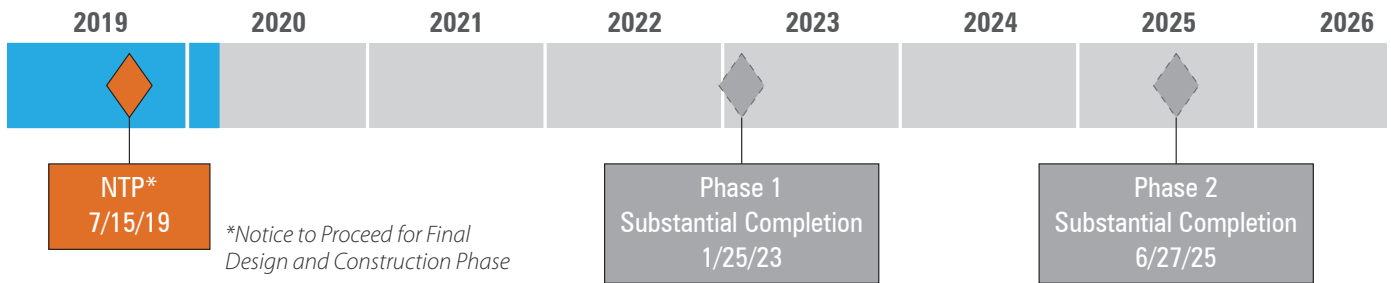 2019 2020 2021 2022 2023 2024 2025 2026
NTP*
7/15/19
*Notice to Proceed for Final
Design and Construction Phase
Phase 1
Substantial Completion
1/25/23
Phase 2
Substantial Completion
6/27/25